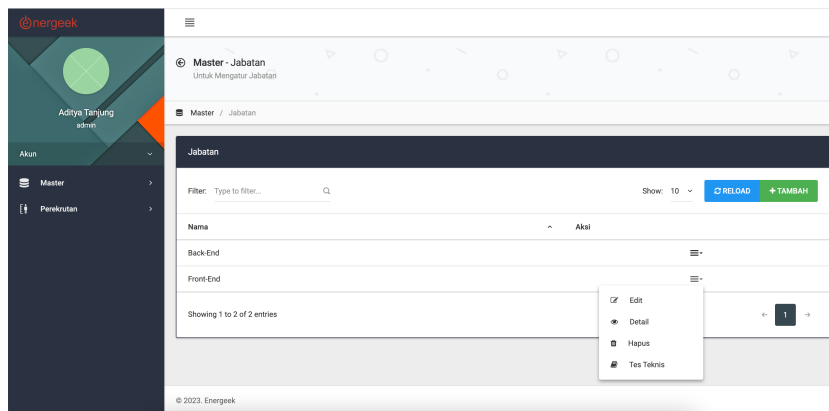 énergeek
Master - Jabatan
Untuk Mengatur Jabatan
Aditya Tanjung
admin
Master / Jabatan
Akun
Jabatan
Master
Filter: Type to filter... Show: 10 RELOAD + TAMBAH
Perekrutan
Nama Aksi
Back-End
Front-End
Edit
Showing 1 to 2 of 2 entries ← 1 →
Detail
Hapus
Tes Teknis
© 2023. Energeek